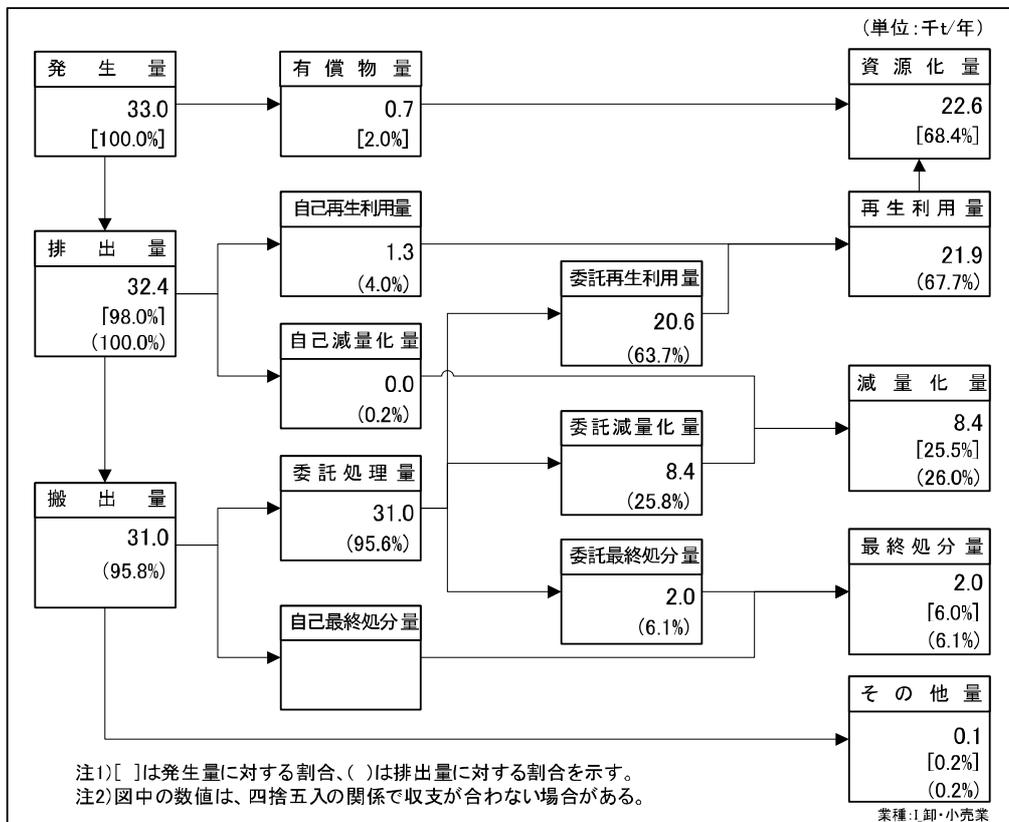 (単位:千t/年)
発生量
33.0
[100.0%]
有償物量
0.7
[2.0%]
資源化量
22.6
[68.4%]
排出量
32.4
[98.0%]
(100.0%)
自己再生利用量
1.3
(4.0%)
再生利用量
21.9
(67.7%)
委託再生利用量
20.6
(63.7%)
自己減量化量
0.0
(0.2%)
減量化量
8.4
[25.5%]
(26.0%)
委託減量化量
8.4
(25.8%)
搬出量
31.0
(95.8%)
委託処理量
31.0
(95.6%)
委託最終処分量
2.0
(6.1%)
最終処分量
2.0
[6.0%]
(6.1%)
自己最終処分量
その他量
0.1
[0.2%]
(0.2%)
注1)[ ]は発生量に対する割合、( )は排出量に対する割合を示す。
注2)図中の数値は、四捨五入の関係で収支が合わない場合がある。
業種:I_卸・小売業